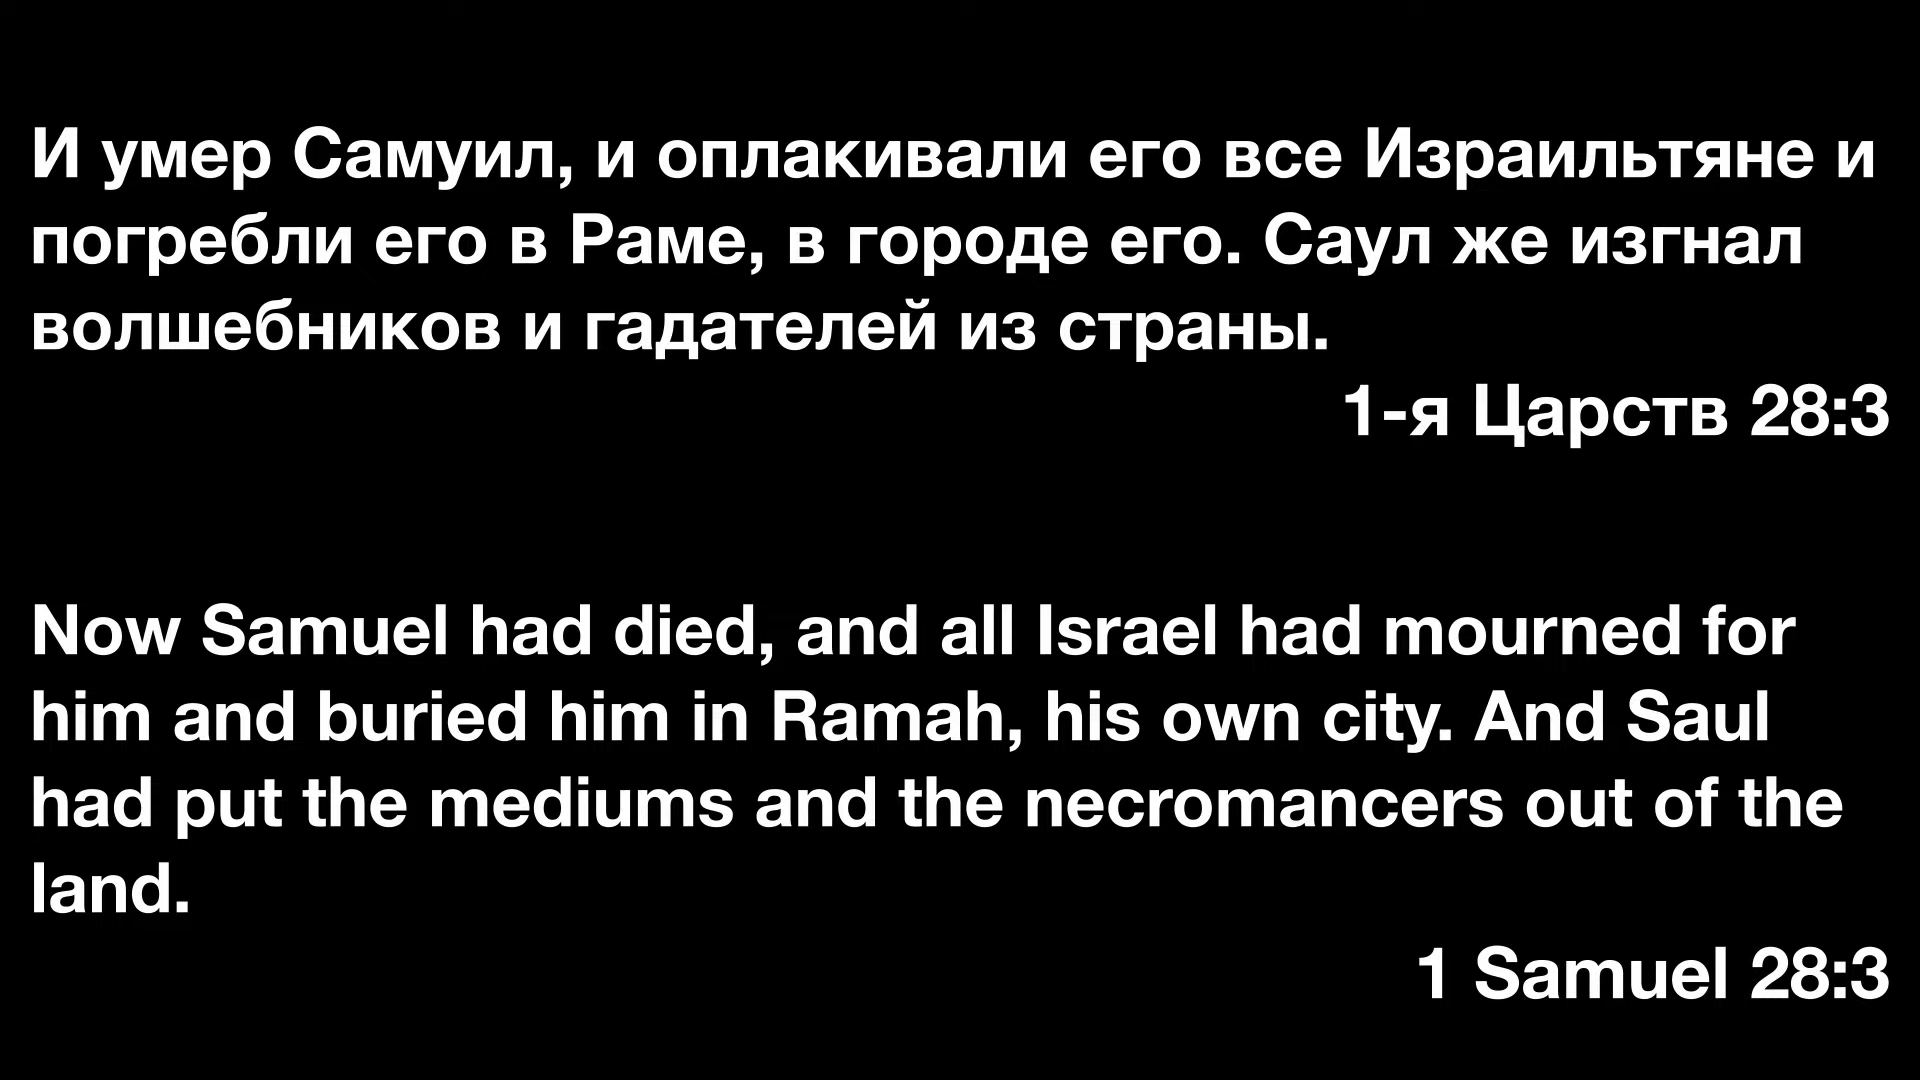 И умер Самуил, и оплакивали его все Израильтяне и
погребли его в Раме, в городе его. Саул же изгнал
волшебников и гадателей из страны.
1-я Царств 28:3
Now Samuel had died, and all Israel had mourned for
him and buried him in Ramah, his own city. And Saul
had put the mediums and the necromancers out of the
land.
1 Samuel 28:3